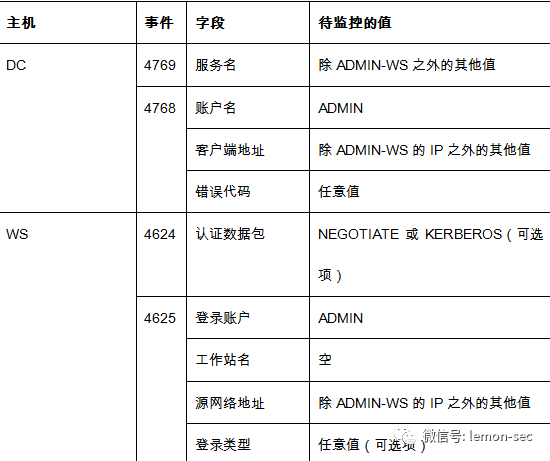 主机 事件 字段 待监控的值
DC 4769 服务名 除 ADMIN-WS 之外的其他值
4768 账户名 ADMIN
客户端地址 除 ADMIN-WS 的 IP 之外的其他值
错误代码 任意值
WS 4624 认证数据包 NEGOTIATE 或 KERBEROS（可选
项）
4625 登录账户 ADMIN
工作站名 空
源网络地址 除 ADMIN-WS 的 IP 之外的其他值
登录类型 任意值（可选项）
微信号: lemon-sec